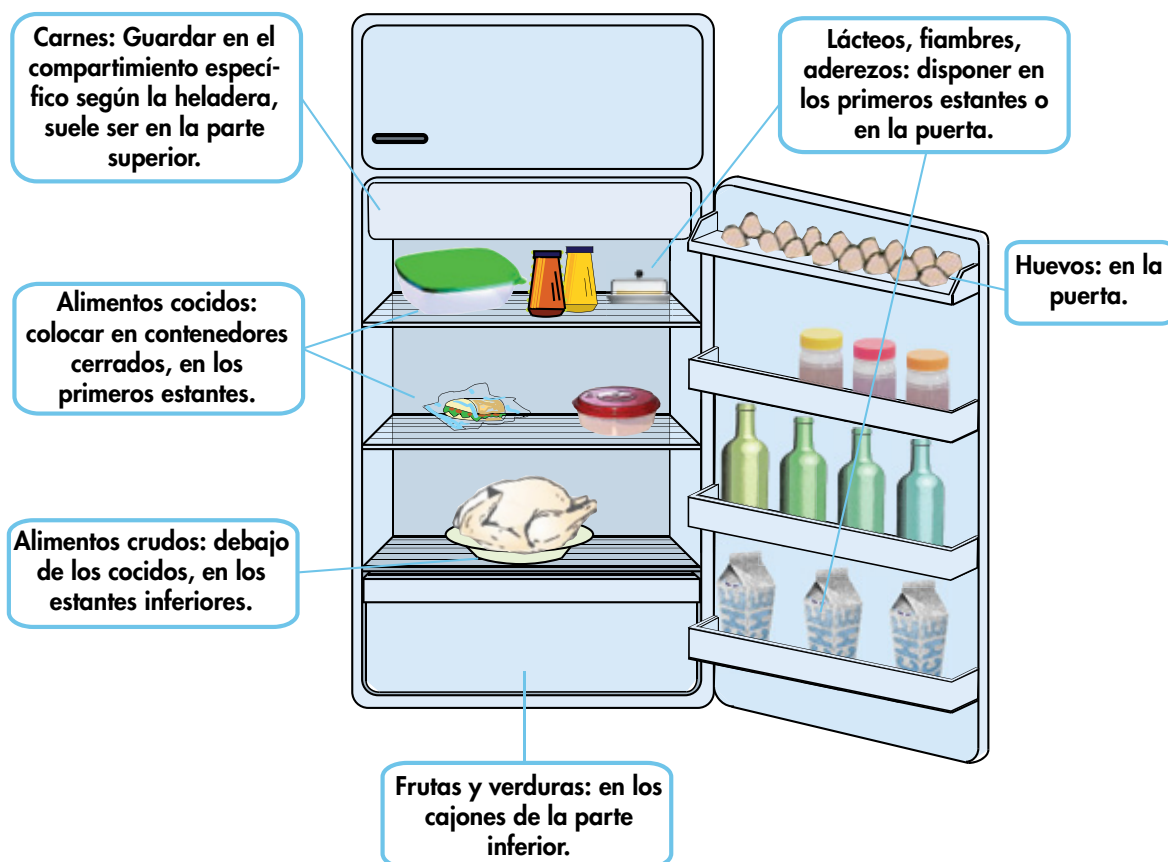 Carnes: Guardar en el
compartimiento especí-
fico según la heladera,
suele ser en la parte
superior.
Lácteos, fiambres,
aderezos: disponer en
los primeros estantes o
en la puerta.
Huevos: en la
puerta.
Alimentos cocidos:
colocar en contenedores
cerrados, en los
primeros estantes.
Alimentos crudos: debajo
de los cocidos, en los
estantes inferiores.
Frutas y verduras: en los
cajones de la parte
inferior.